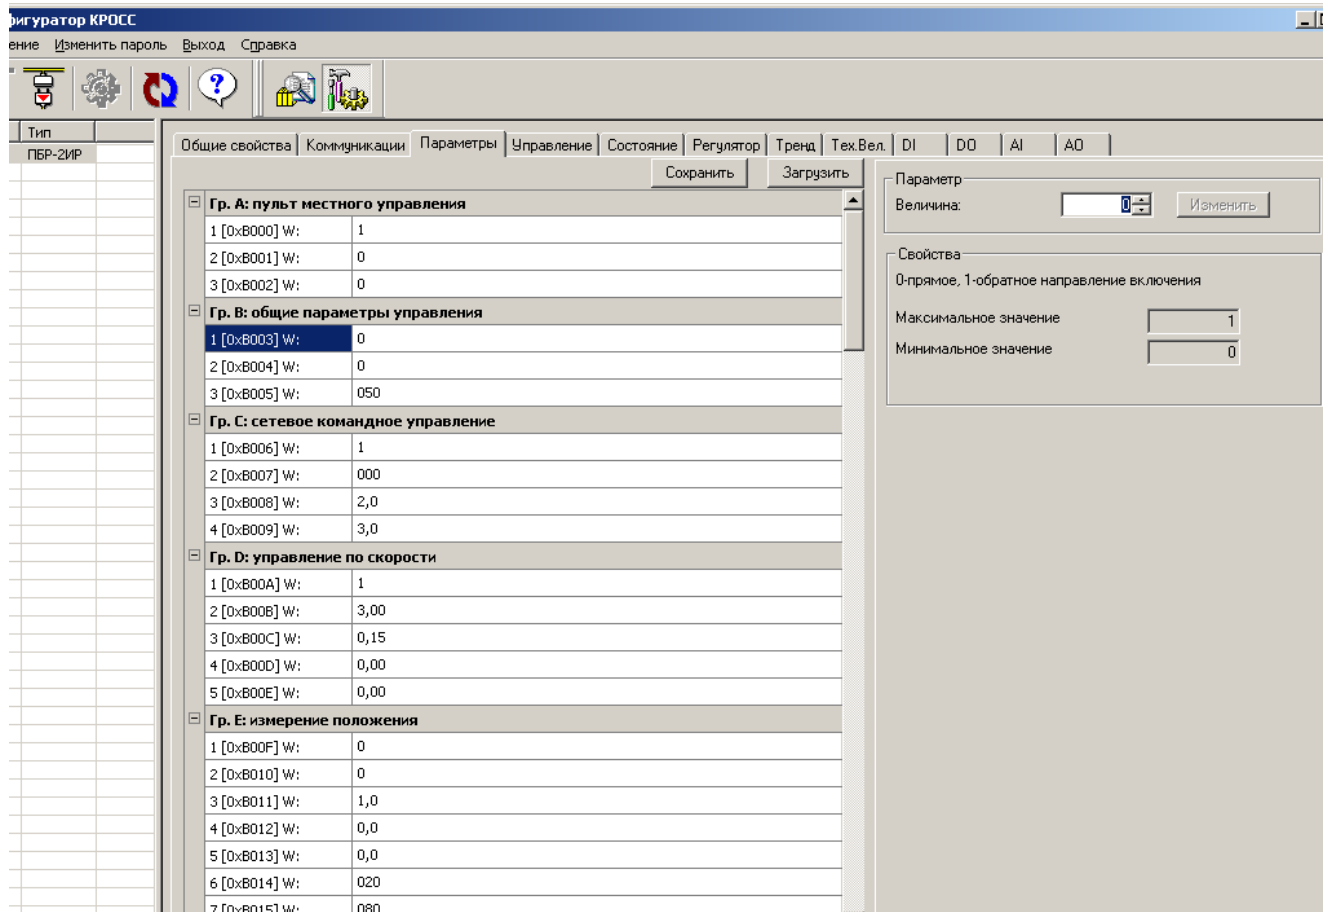 фигуратор КРОСС
ение Изменить пароль Выход Справка
Тип
ПБР-2ИР
Общие свойства Коммуникации Параметры Управление Состояние Регулятор Тренд Тех.Вел. DI DO AI AO
Сохранить Загрузить
Гр. A: пульт местного управления
1 [0xB000] W: 1
2 [0xB001] W: 0
3 [0xB002] W: 0
Гр. B: общие параметры управления
1 [0xB003] W: 0
2 [0xB004] W: 0
3 [0xB005] W: 050
Гр. C: сетевое командное управление
1 [0xB006] W: 1
2 [0xB007] W: 000
3 [0xB008] W: 2,0
4 [0xB009] W: 3,0
Гр. D: управление по скорости
1 [0xB00A] W: 1
2 [0xB00B] W: 3,00
3 [0xB00C] W: 0,15
4 [0xB00D] W: 0,00
5 [0xB00E] W: 0,00
Гр. E: измерение положения
1 [0xB00F] W: 0
2 [0xB010] W: 0
3 [0xB011] W: 1,0
4 [0xB012] W: 0,0
5 [0xB013] W: 0,0
6 [0xB014] W: 020
7 [0xB015] W: 080
Параметр
Величина: 0 Изменить
Свойства
0-прямое, 1-обратное направление включения
Максимальное значение 1
Минимальное значение 0